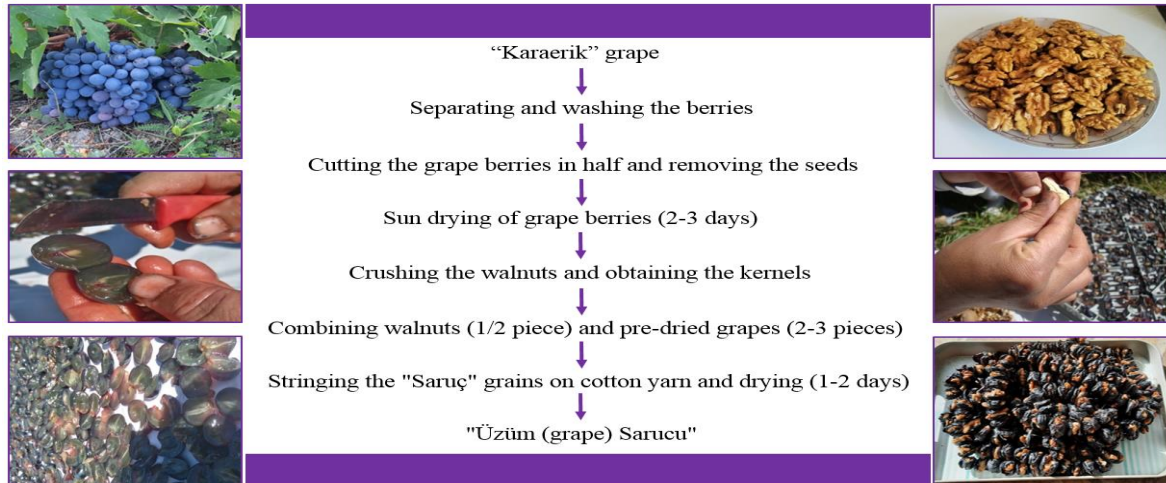 “Karaerik” grape
Separating and washing the berries
Cutting the grape berries in half and removing the seeds
Sun drying of grape berries (2-3 days)
Crushing the walnuts and obtaining the kernels
Combining walnuts (1/2 piece) and pre-dried grapes (2-3 pieces)
Stringing the "Saruç" grains on cotton yarn and drying (1-2 days)
"Üzüm (grape) Sarucu"